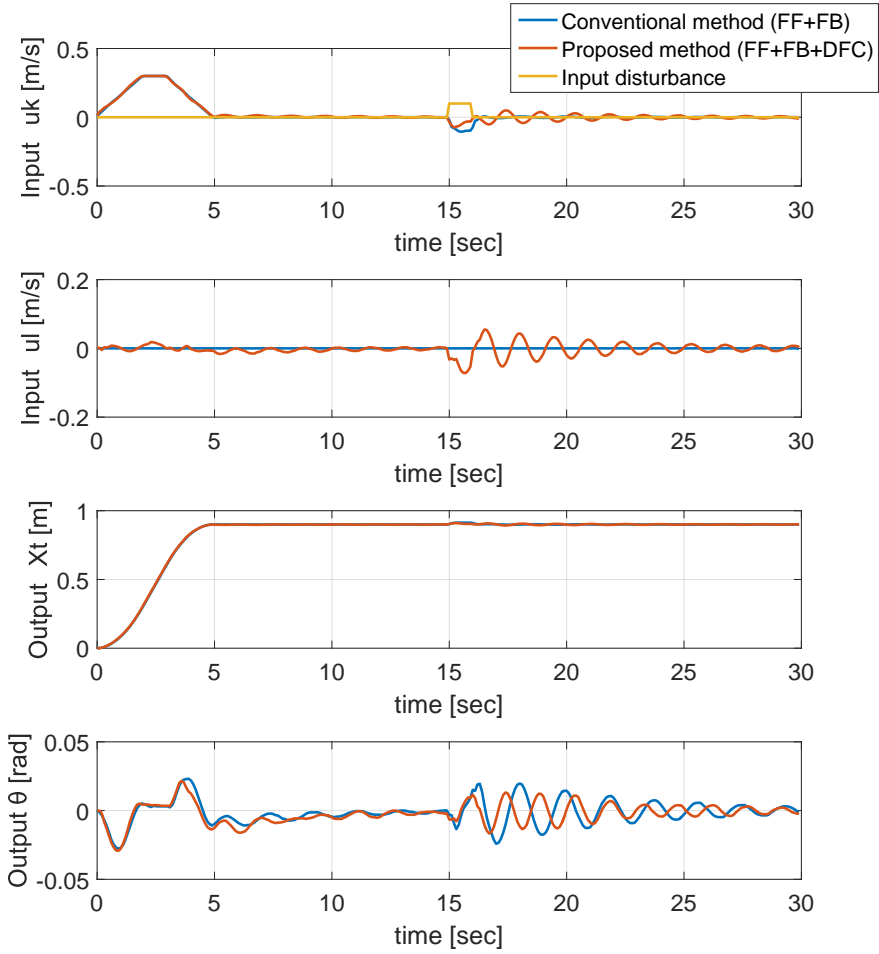 Conventional method (FF+FB)
Proposed method (FF+FB+DFC)
Input disturbance
Input uk [m/s]
0.5
0
-0.5
0 5 10 15 20 25 30
time [sec]
Input ul [m/s]
0.2
0
-0.2
0 5 10 15 20 25 30
time [sec]
Output Xt [m]
1
0.5
0
0 5 10 15 20 25 30
time [sec]
Output θ [rad]
0.05
0
-0.05
0 5 10 15 20 25 30
time [sec]